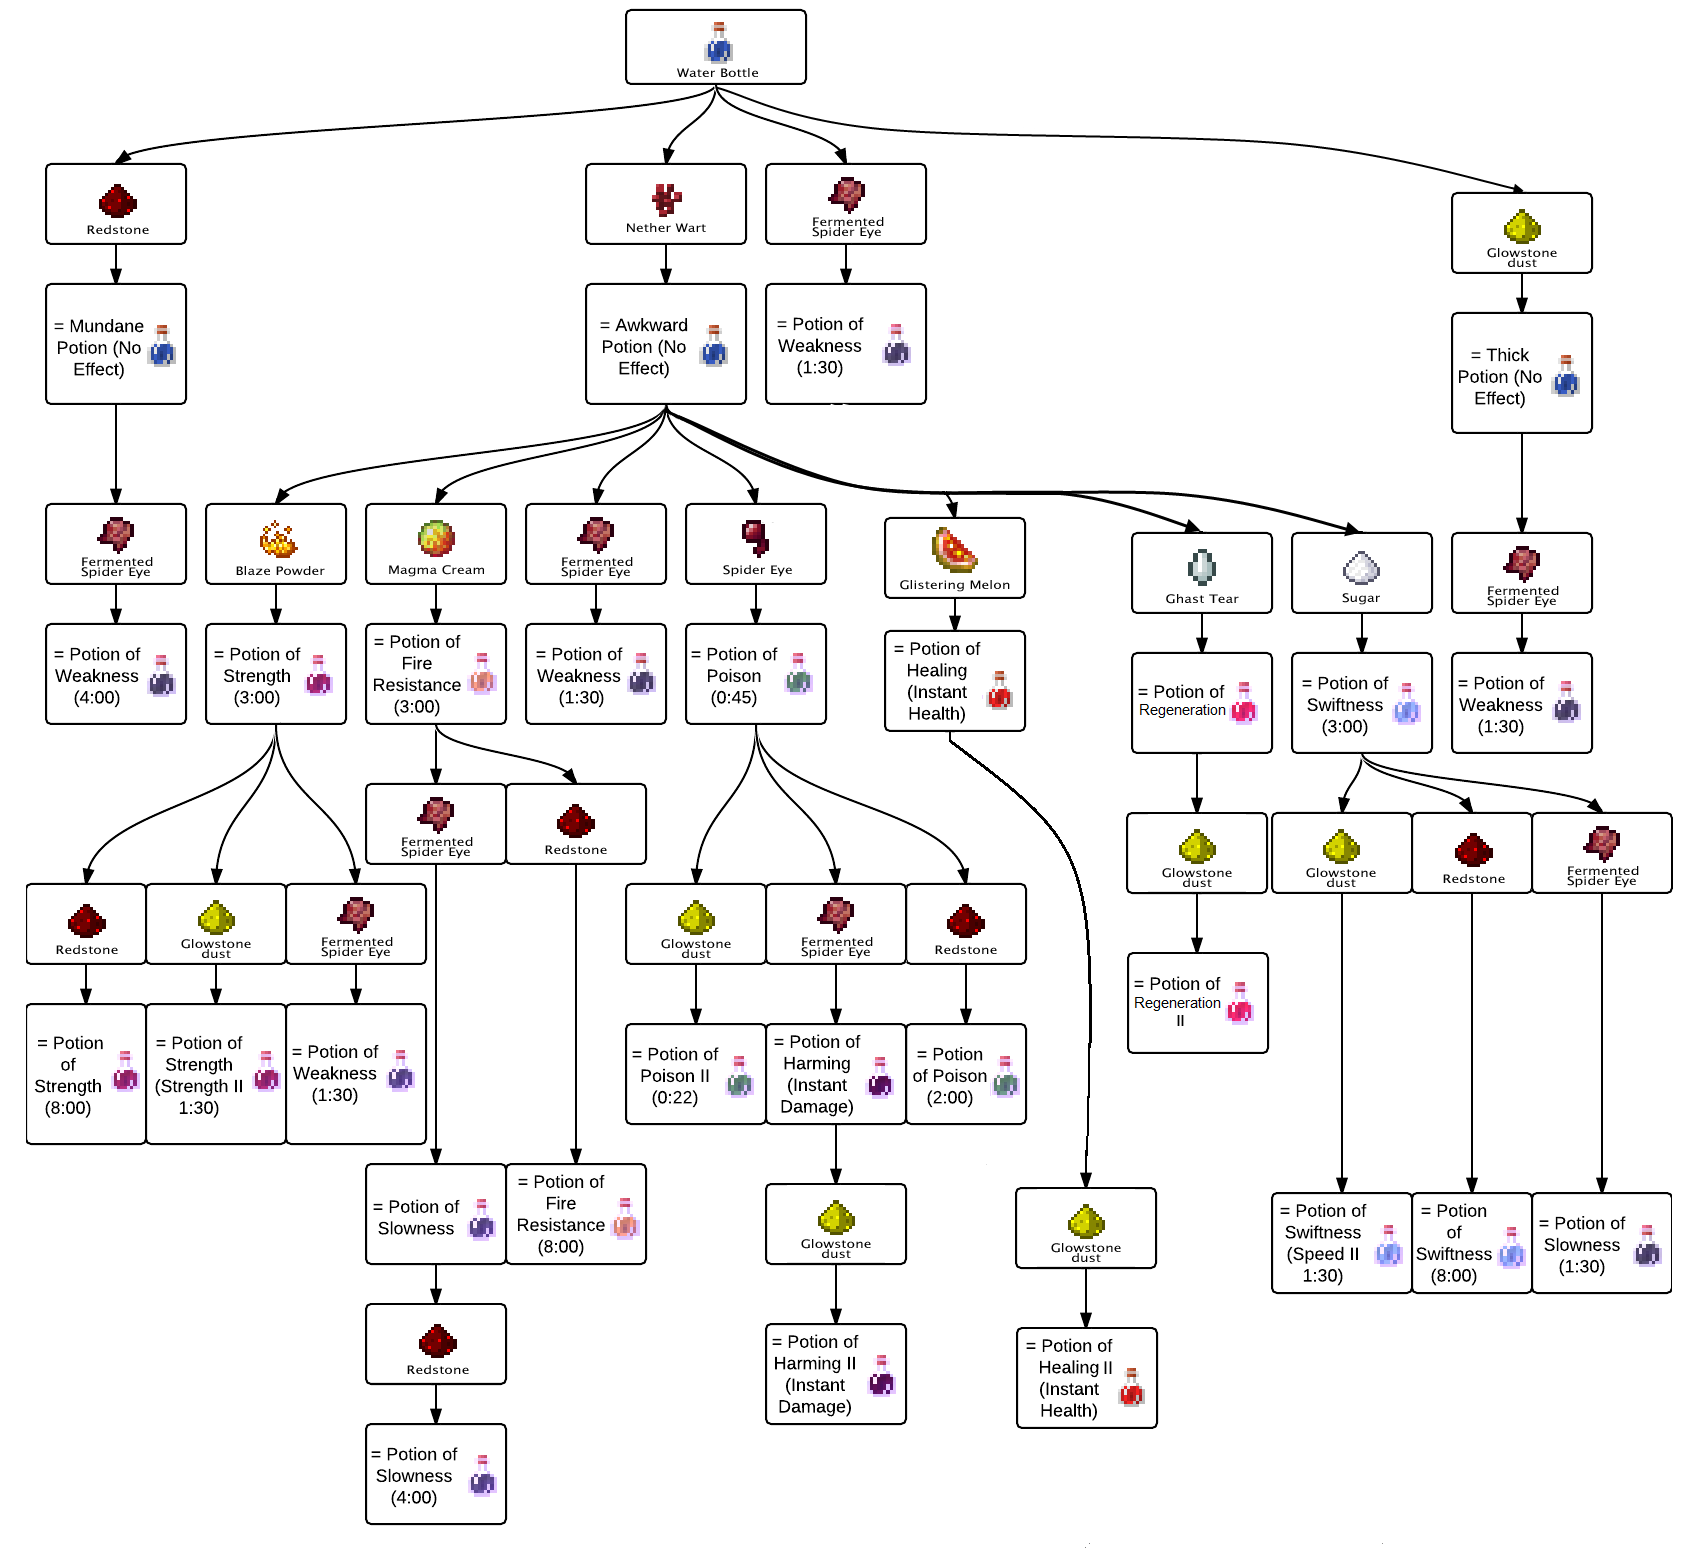 Water Bottle
Redstone
Nether Wart
Fermented
Spider Eye
Glowstone
dust
= Mundane
Potion (No
Effect)
= Awkward
Potion (No
Effect)
= Potion of
Weakness
(1:30)
= Thick
Potion (No
Effect)
Fermented
Spider Eye
Blaze Powder
Magma Cream
Fermented
Spider Eye
Spider Eye
Glistering Melon
Ghast Tear
Sugar
Fermented
Spider Eye
= Potion of
Weakness
(4:00)
= Potion of
Strength
(3:00)
= Potion of
Fire
Resistance
(3:00)
= Potion of
Weakness
(1:30)
= Potion of
Poison
(0:45)
= Potion of
Healing
(Instant
Health)
= Potion of
Regeneration
= Potion of
Swiftness
(3:00)
= Potion of
Weakness
(1:30)
Fermented
Spider Eye
Redstone
Glowstone
dust
Glowstone
dust
Redstone
Fermented
Spider Eye
Redstone
Glowstone
dust
Fermented
Spider Eye
Glowstone
dust
Fermented
Spider Eye
Redstone
= Potion of
Regeneration
II
= Potion
of
Strength
(8:00)
= Potion of
Strength
(Strength II
1:30)
= Potion of
Weakness
(1:30)
= Potion of
Poison II
(0:22)
= Potion of
Harming
(Instant
Damage)
= Potion
of Poison
(2:00)
= Potion of
Slowness
= Potion of
Fire
Resistance
(8:00)
Glowstone
dust
Glowstone
dust
= Potion of
Swiftness
(Speed II
1:30)
= Potion
of
Swiftness
(8:00)
= Potion of
Slowness
(1:30)
Redstone
= Potion of
Harming II
(Instant
Damage)
= Potion of
Healing II
(Instant
Health)
= Potion of
Slowness
(4:00)